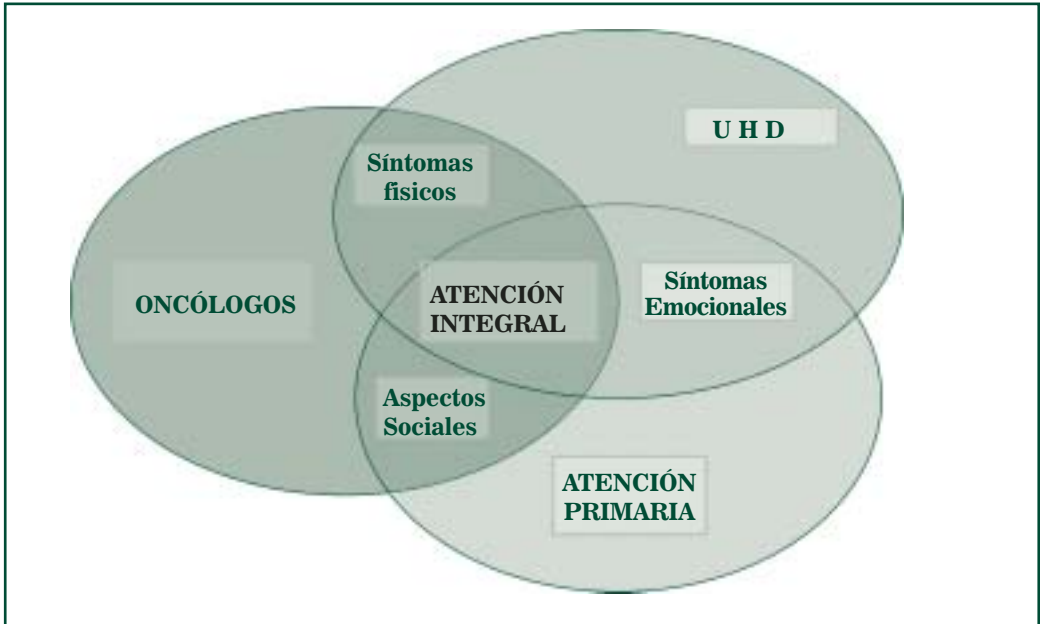 U H D
Síntomas
fisicos
ONCÓLOGOS
ATENCIÓN
INTEGRAL
Síntomas
Emocionales
Aspectos
Sociales
ATENCIÓN
PRIMARIA